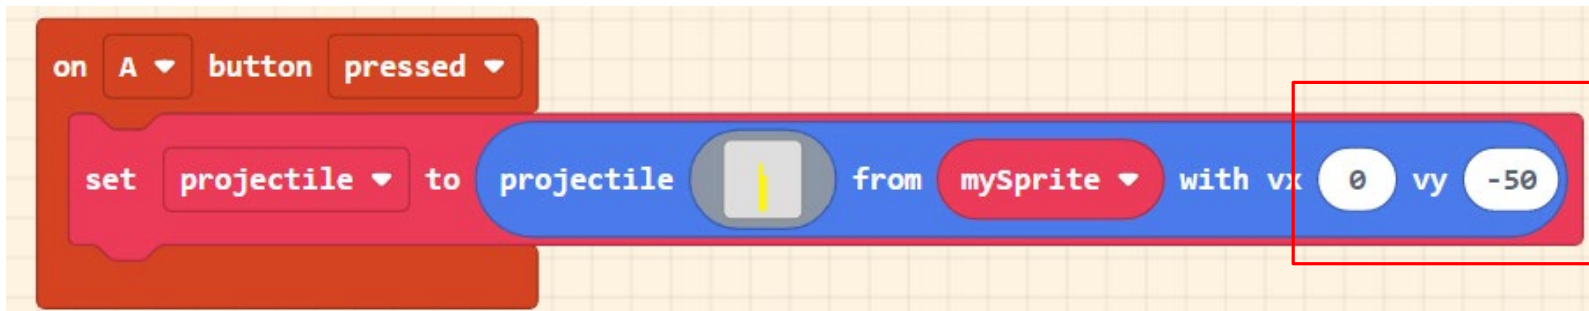 on A button pressed
set projectile to projectile from mySprite with vx 0 vy -50